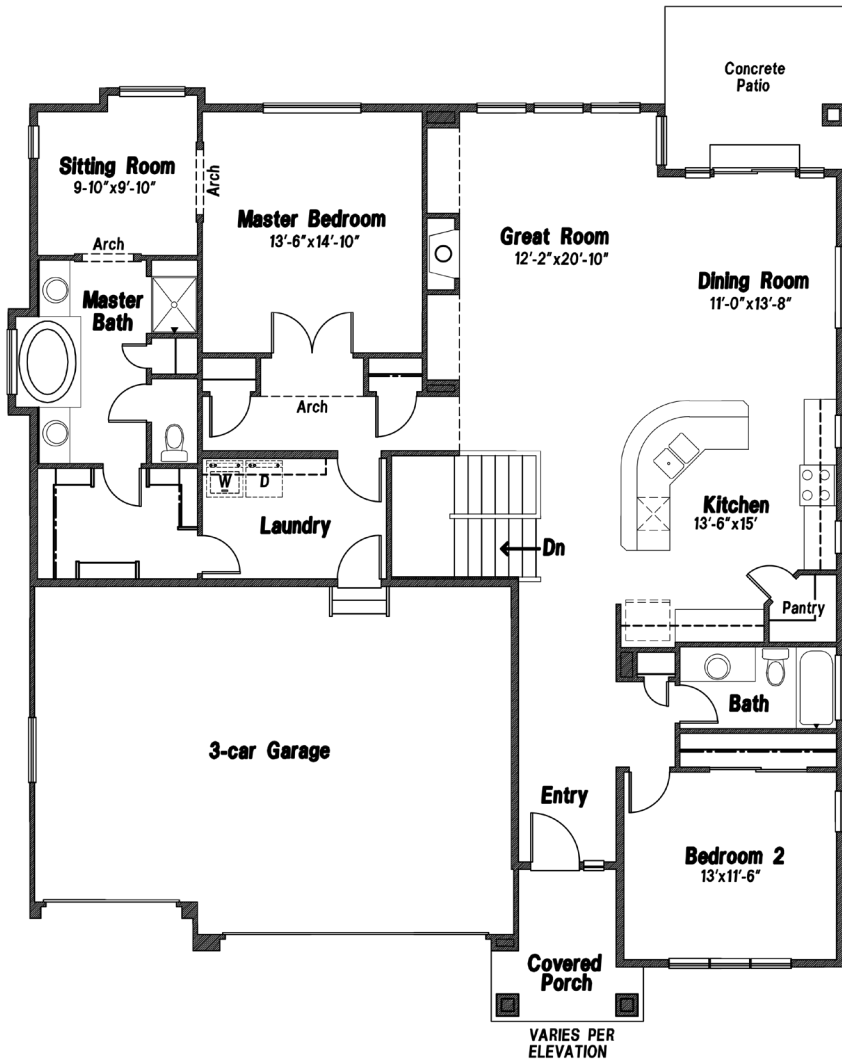 Concrete
Patio
Sitting Room
9-10"x9'-10"
Arch
Master Bedroom
13'-6"x14'-10"
Great Room
12'-2"x20'-10"
Arch
Dining Room
11'-0"x13'-8"
Master
Bath
Arch
W
D
Laundry
Kitchen
13'-6"x15'
Dn
Pantry
Bath
3-car Garage
Entry
Bedroom 2
13'x11'-6"
Covered
Porch
VARIES PER
ELEVATION